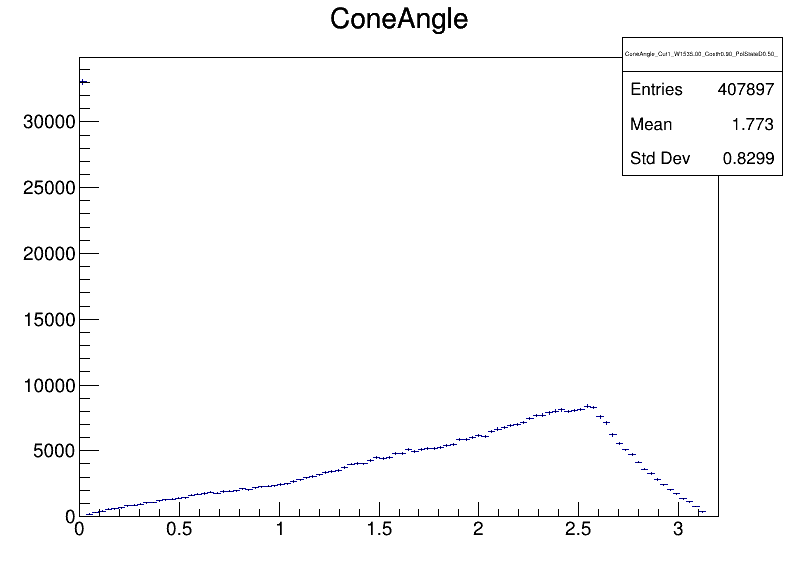 ConeAngle
ConeAngle_Cut1_W1535.00_Costh0.90_PolStateD0.50_
Entries 407897
Mean 1.773
Std Dev 0.8299
30000
25000
20000
15000
10000
5000
0
0 0.5 1 1.5 2 2.5 3